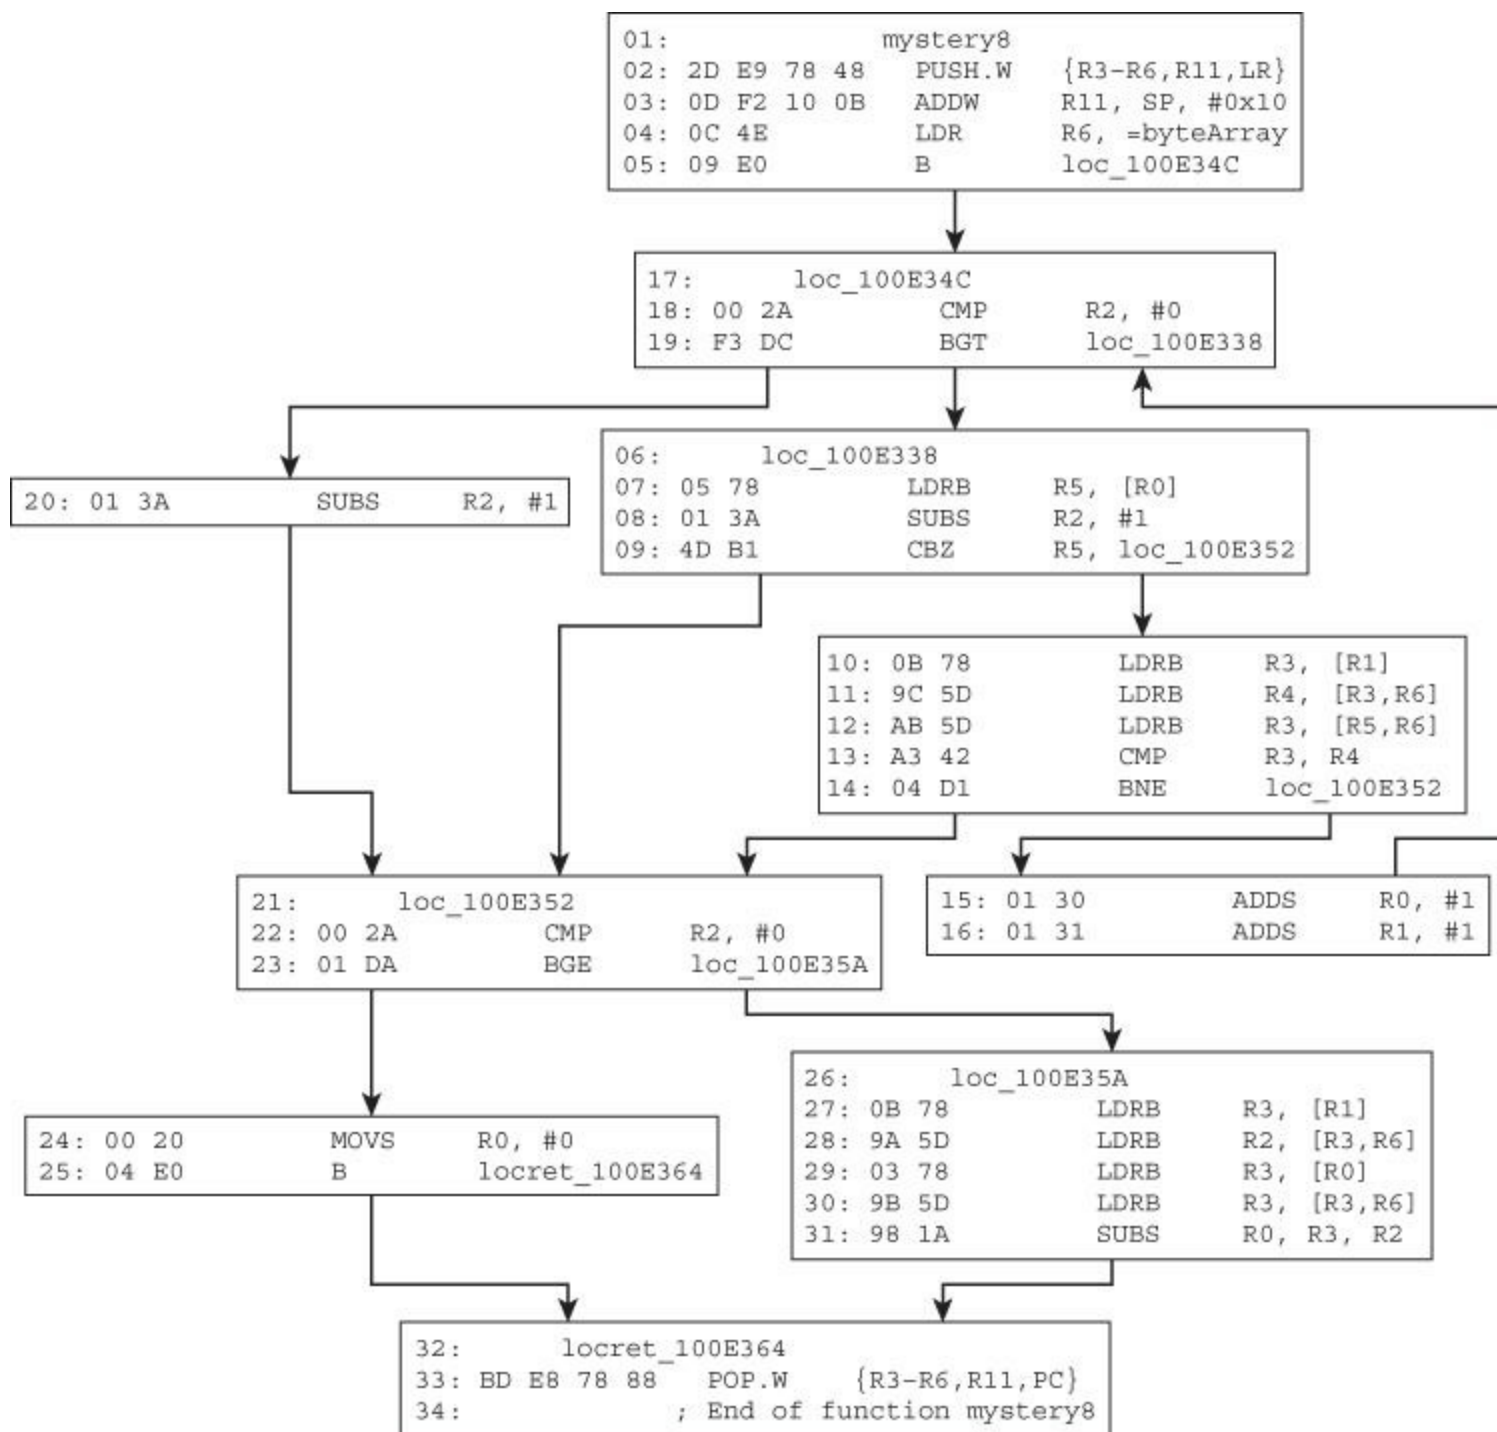 01: mystery8
02: 2D E9 78 48 PUSH.W {R3-R6,R11,LR}
03: 0D F2 10 0B ADDW R11, SP, #0x10
04: 0C 4E LDR R6, =byteArray
05: 09 E0 B loc_100E34C
17: loc_100E34C
18: 00 2A CMP R2, #0
19: F3 DC BGT loc_100E338
06: loc_100E338
07: 05 78 LDRB R5, [R0]
08: 01 3A SUBS R2, #1
09: 4D B1 CBZ R5, loc_100E352
20: 01 3A SUBS R2, #1
10: 0B 78 LDRB R3, [R1]
11: 9C 5D LDRB R4, [R3,R6]
12: AB 5D LDRB R3, [R5,R6]
13: A3 42 CMP R3, R4
14: 04 D1 BNE loc_100E352
15: 01 30 ADDS R0, #1
16: 01 31 ADDS R1, #1
21: loc_100E352
22: 00 2A CMP R2, #0
23: 01 DA BGE loc_100E35A
26: loc_100E35A
27: 0B 78 LDRB R3, [R1]
28: 9A 5D LDRB R2, [R3,R6]
29: 03 78 LDRB R3, [R0]
30: 9B 5D LDRB R3, [R3,R6]
31: 98 1A SUBS R0, R3, R2
24: 00 20 MOVS R0, #0
25: 04 E0 B locret_100E364
32: locret_100E364
33: BD E8 78 88 POP.W {R3-R6,R11,PC}
34: ; End of function mystery8